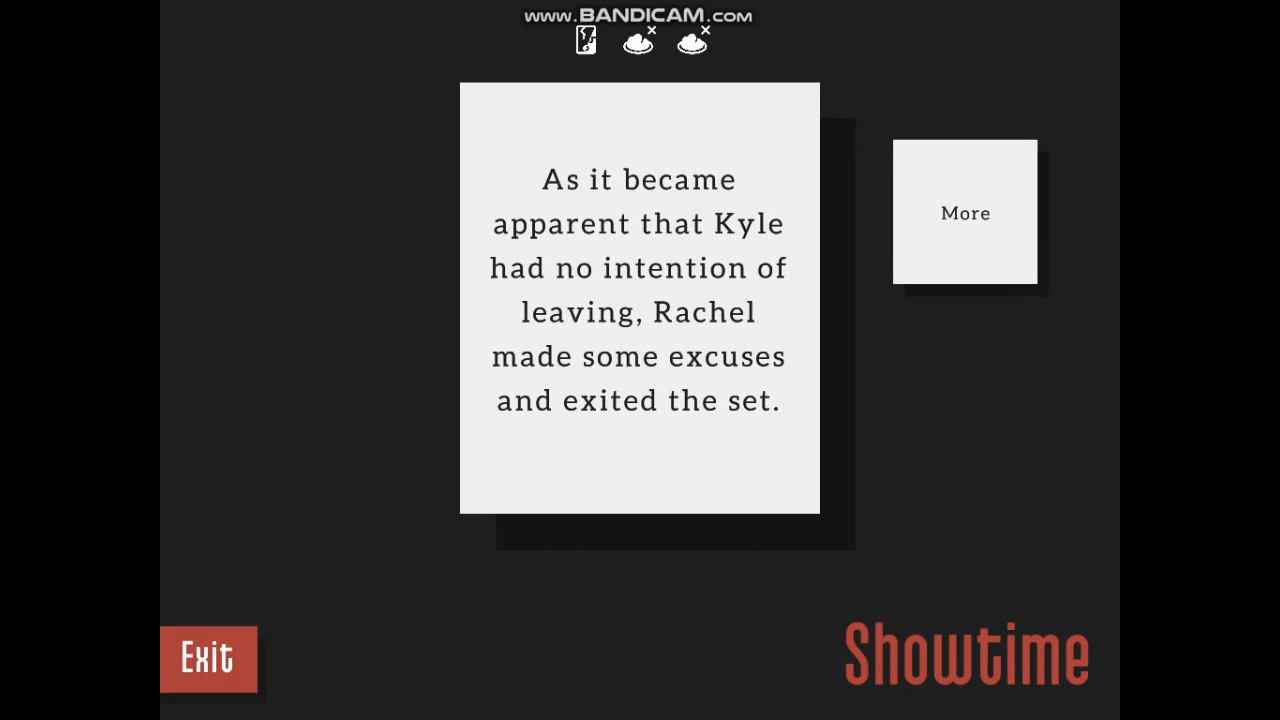 www.BANDICAM.com
As it became
apparent that Kyle
had no intention of
leaving, Rachel
made some excuses
and exited the set.
More
Exit
Showtime